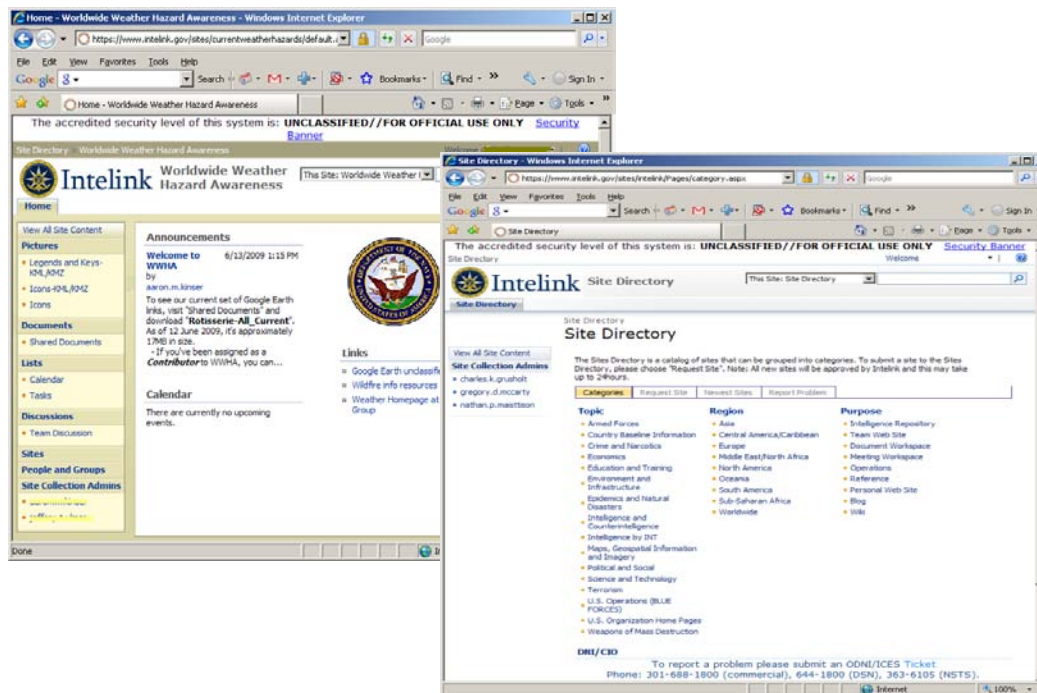 Home - Worldwide Weather Hazard Awareness - Windows Internet Explorer
https://www.intelink.gov/sites/currentweatherhazards/default.a
Google
File Edit View Favorites Tools Help
Google Search Bookmarks Find Sign In
Home - Worldwide Weather Hazard Awareness
Page Tools
The accredited security level of this system is: UNCLASSIFIED//FOR OFFICIAL USE ONLY Security
Banner
Site Directory > Worldwide Weather Hazard Awareness
Welcome
Intelink
Worldwide Weather
Hazard Awareness
This Site: Worldwide Weather
Home
View All Site Content
Pictures
Legends and Keys-
KML/KMZ
Icons-KML/KMZ
Icons
Documents
Shared Documents
Lists
Calendar
Tasks
Discussions
Team Discussion
Sites
People and Groups
Site Collection Admins
Announcements
Welcome to 6/13/2009 1:15 PM
WWHA
by
aaron.m.kinser
To see our current set of Google Earth
links, visit "Shared Documents" and
download "Rotisserie-All_Current".
As of 12 June 2009, it's approximately
17MB in size.
- If you've been assigned as a
Contributor to WWHA, you can...
Calendar
There are currently no upcoming
events.
DEPARTMENT OF THE NAVY
UNITED STATES OF AMERICA
Links
Google Earth unclassifie
Wildfire info resources
Weather Homepage at
Group
Done
Site Directory - Windows Internet Explorer
https://www.intelink.gov/sites/intelink/Pages/category.aspx
Google
File Edit View Favorites Tools Help
Google Search Bookmarks Find Sign In
Site Directory
Page Tools
The accredited security level of this system is: UNCLASSIFIED//FOR OFFICIAL USE ONLY Security Banner
Site Directory
Welcome
Intelink Site Directory
This Site: Site Directory
Site Directory
Site Directory
Site Directory
View All Site Content
Site Collection Admins
charles.k.grusholt
gregory.d.mccarty
nathan.p.masttson
The Sites Directory is a catalog of sites that can be grouped into categories. To submit a site to the Sites
Directory, please choose "Request Site". Note: All new sites will be approved by Intelink and this may take
up to 24hours.
Categories Request Site Newest Sites Report Problem
Topic
Armed Forces
Country Baseline Information
Crime and Narcotics
Economics
Education and Training
Environment and
Infrastructure
Epidemics and Natural
Disasters
Intelligence and
Counterintelligence
Intelligence by INT
Maps, Geospatial Information
and Imagery
Political and Social
Science and Technology
Terrorism
U.S. Operations (BLUE
FORCES)
U.S. Organization Home Pages
Weapons of Mass Destruction
Region
Asia
Central America/Caribbean
Europe
Middle East/North Africa
North America
Oceania
South America
Sub-Saharan Africa
Worldwide
Purpose
Intelligence Repository
Team Web Site
Document Workspace
Meeting Workspace
Operations
Reference
Personal Web Site
Blog
Wiki
DNI/CIO
To report a problem please submit an ODNI/ICES Ticket
Phone: 301-688-1800 (commercial), 644-1800 (DSN), 363-6105 (NSTS).
Internet 100%